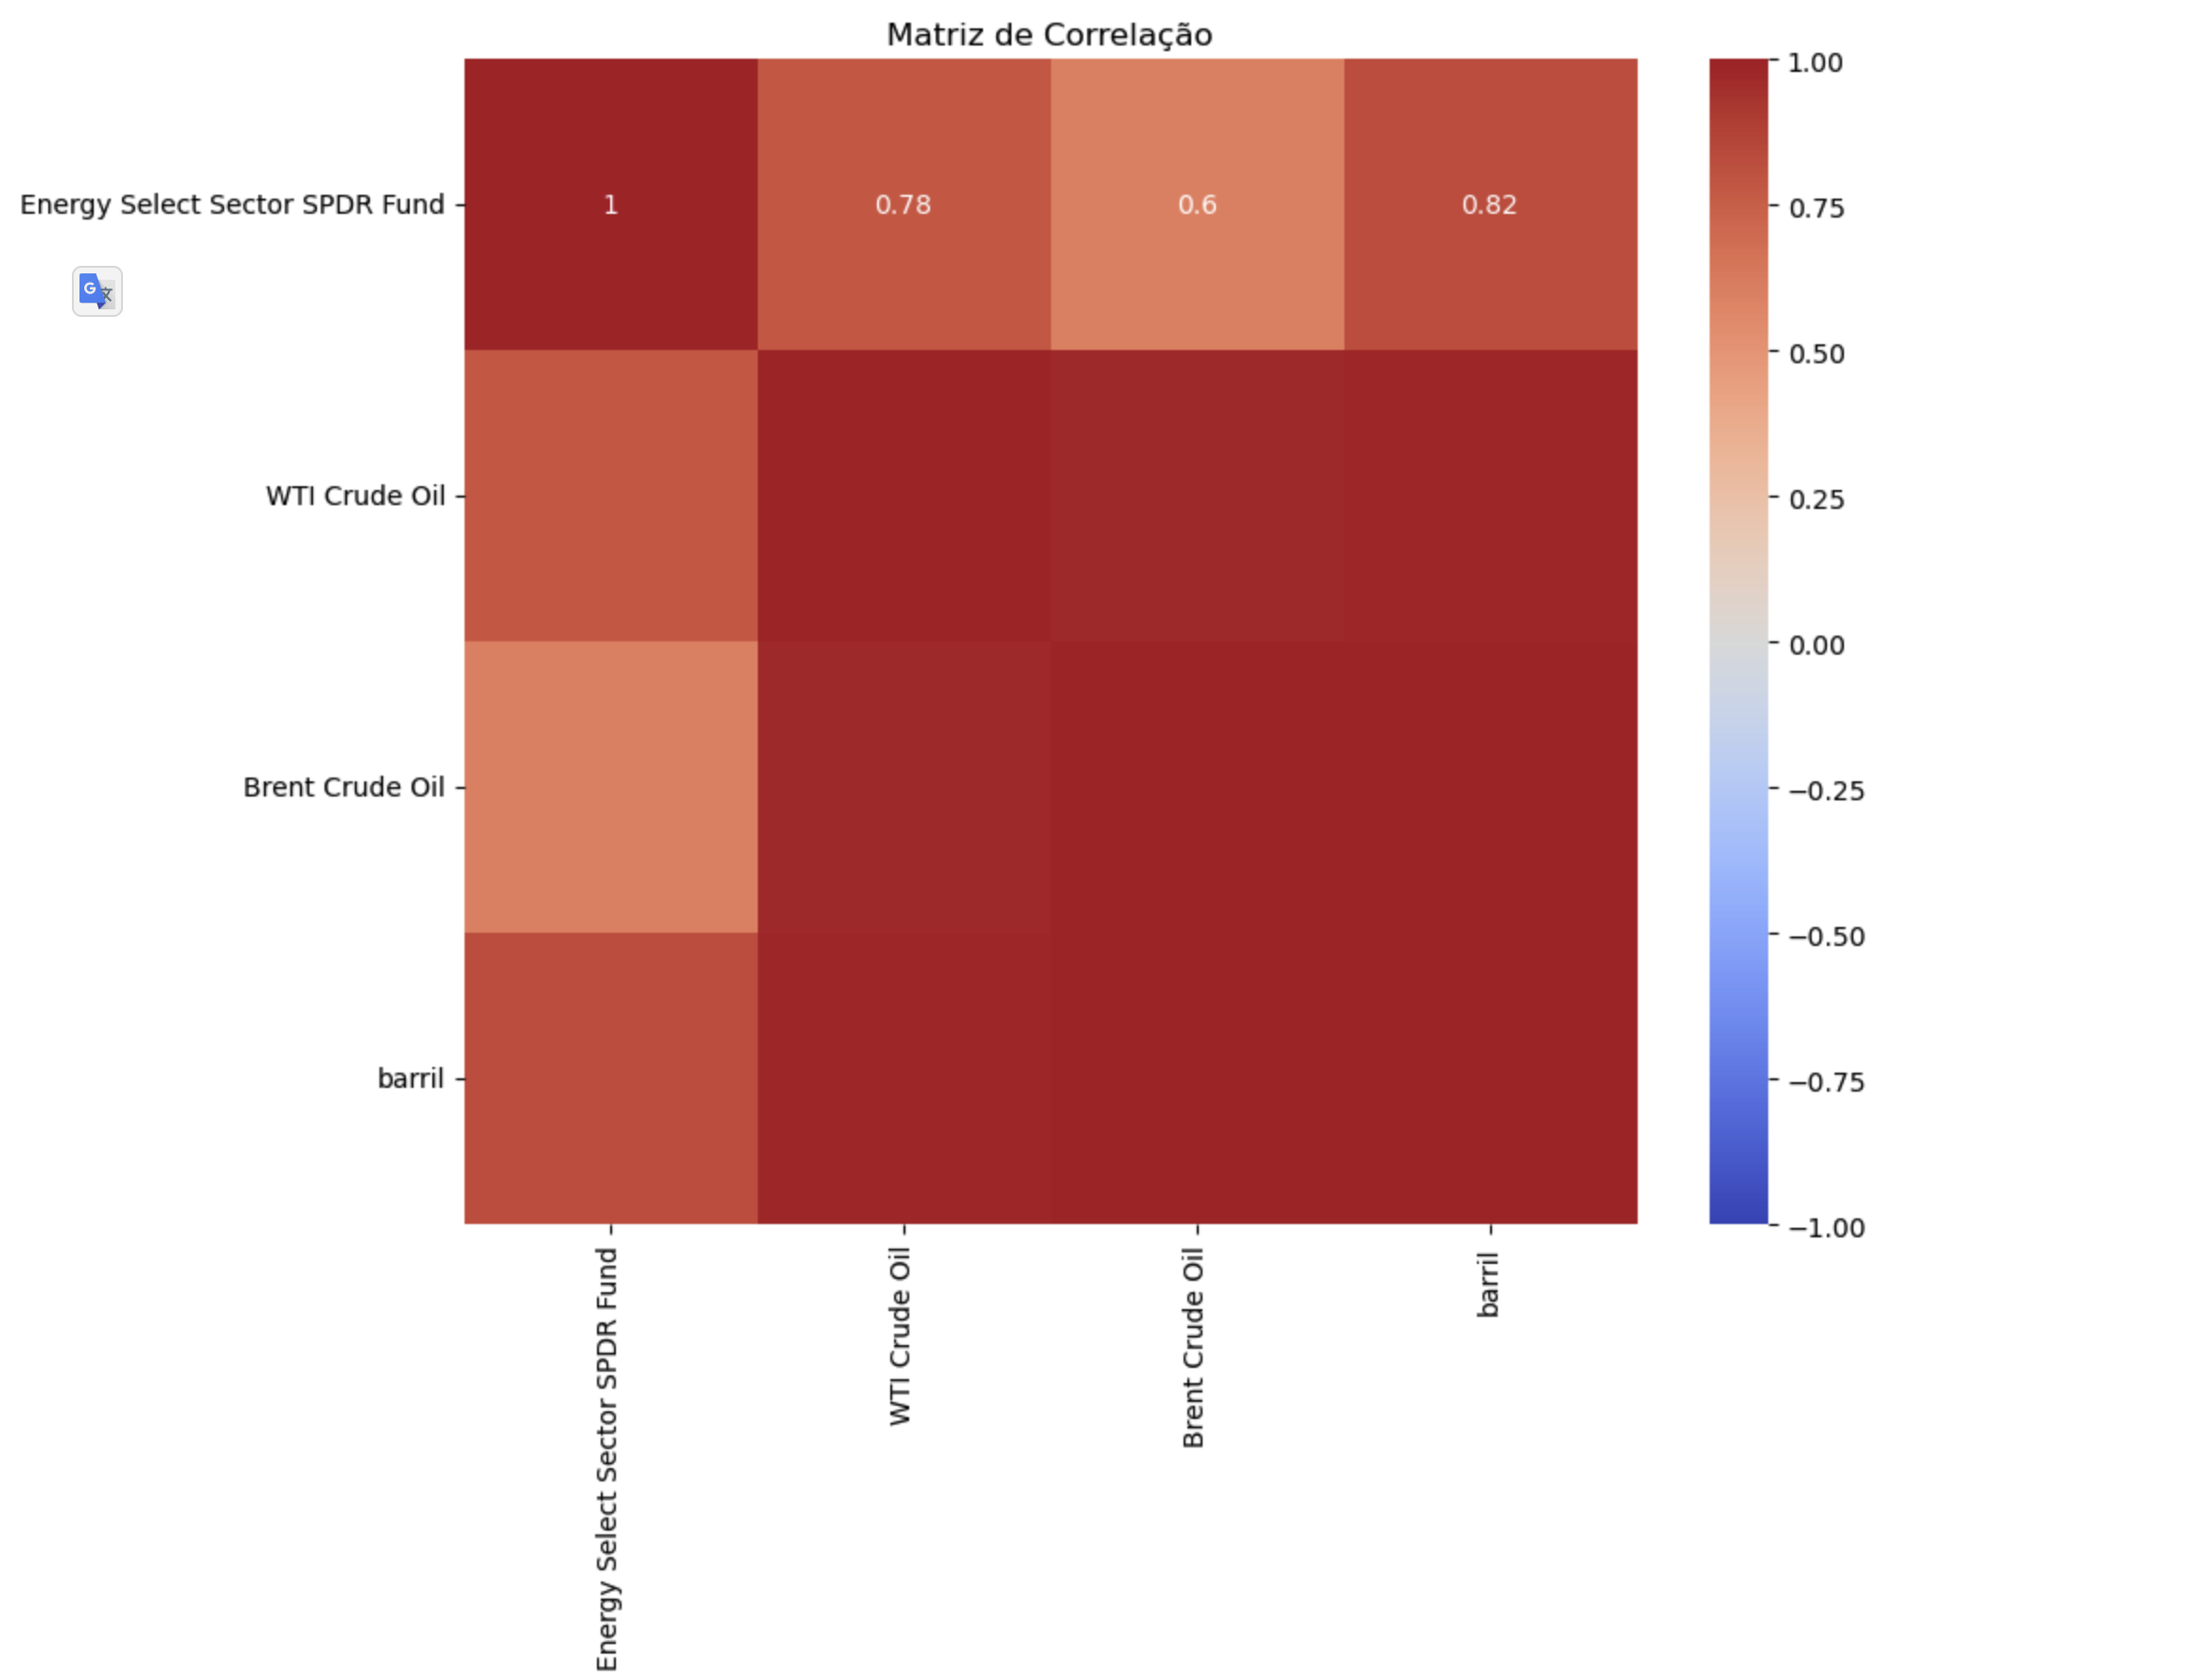 Matriz de Correlação
Energy Select Sector SPDR Fund
1
0.78
0.6
0.82
WTI Crude Oil
Brent Crude Oil
barril
Energy Select Sector SPDR Fund
WTI Crude Oil
Brent Crude Oil
barril
1.00
0.75
0.50
0.25
0.00
−0.25
−0.50
−0.75
−1.00
G文